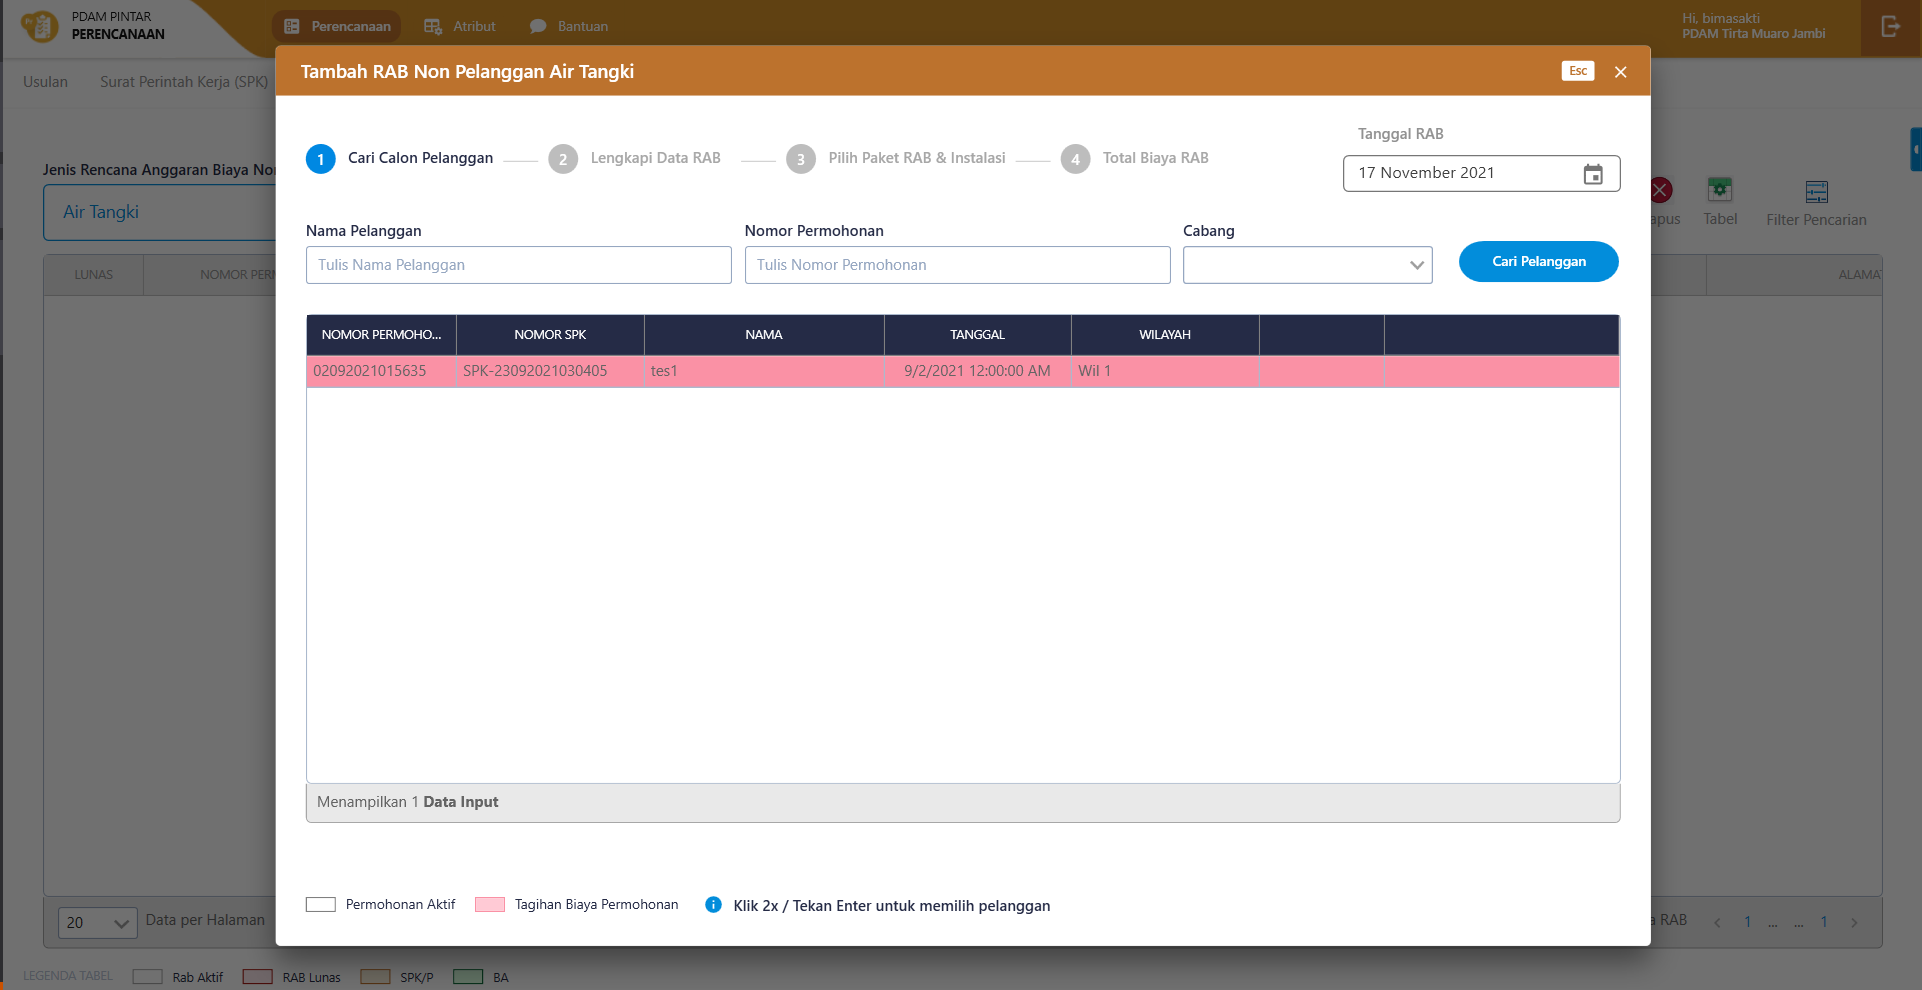 PDAM PINTAR
PERENCANAAN
Perencanaan
Atribut
Bantuan
Hi, bimasakti
PDAM Tirta Muaro Jambi
Usulan
Surat Perintah Kerja (SPK)
Tambah RAB Non Pelanggan Air Tangki
Esc
1 Cari Calon Pelanggan
2 Lengkapi Data RAB
3 Pilih Paket RAB & Instalasi
4 Total Biaya RAB
Tanggal RAB
17 November 2021
Jenis Rencana Anggaran Biaya No
Air Tangki
apus
Tabel
Filter Pencarian
Nama Pelanggan
Tulis Nama Pelanggan
Nomor Permohonan
Tulis Nomor Permohonan
Cabang
Cari Pelanggan
LUNAS
NOMOR PER
ALAMA
NOMOR PERMOHO... NOMOR SPK NAMA TANGGAL WILAYAH
02092021015635 SPK-23092021030405 tes1 9/2/2021 12:00:00 AM Wil 1
Menampilkan 1 Data Input
Permohonan Aktif
Tagihan Biaya Permohonan
Klik 2x / Tekan Enter untuk memilih pelanggan
20 Data per Halaman
RAB < 1 ... ... 1 >
LEGENDA TABEL Rab Aktif RAB Lunas SPK/P BA